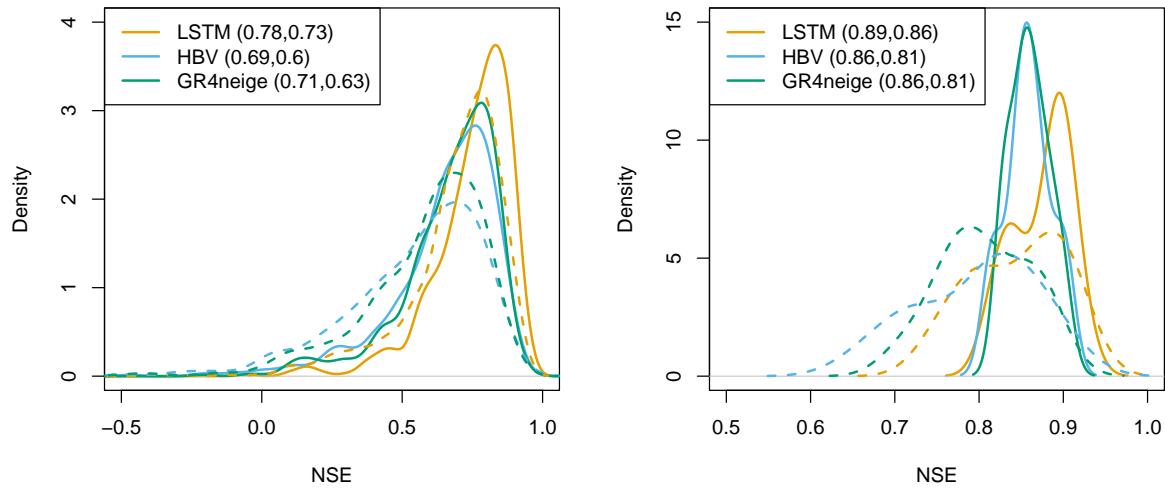 LSTM (0.78,0.73)
HBV (0.69,0.6)
GR4neige (0.71,0.63)
4
3
2
1
0
Density
−0.5 0.0 0.5 1.0
NSE
LSTM (0.89,0.86)
HBV (0.86,0.81)
GR4neige (0.86,0.81)
15
10
5
0
Density
0.5 0.6 0.7 0.8 0.9 1.0
NSE